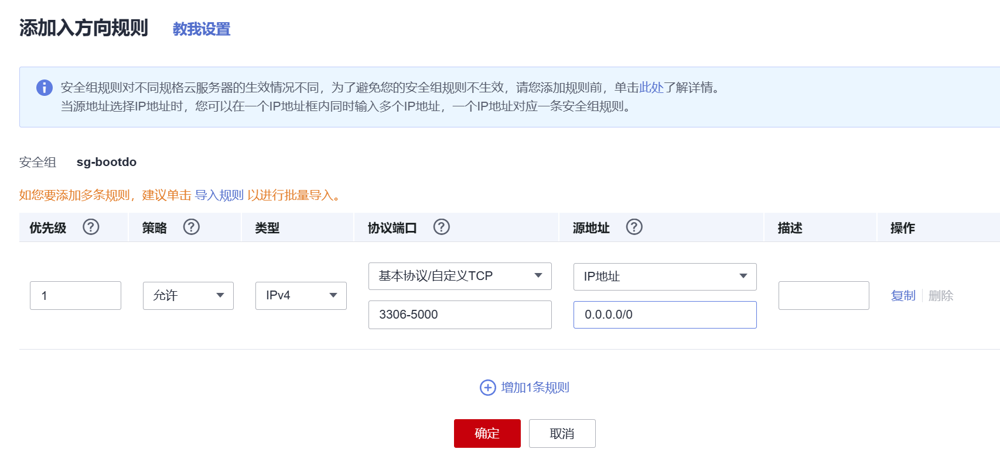 添加入方向规则 教我设置
安全组规则对不同规格云服务器的生效情况不同，为了避免您的安全组规则不生效，请您添加规则前，单击此处了解详情。
当源地址选择IP地址时，您可以在一个IP地址框内同时输入多个IP地址，一个IP地址对应一条安全组规则。
安全组 sg-bootdo
如您要添加多条规则，建议单击 导入规则 以进行批量导入。
优先级 策略 类型 协议端口 源地址 描述 操作
基本协议/自定义TCP IP地址
1 允许 IPv4 复制 删除
3306-5000 0.0.0.0/0
增加1条规则
确定 取消